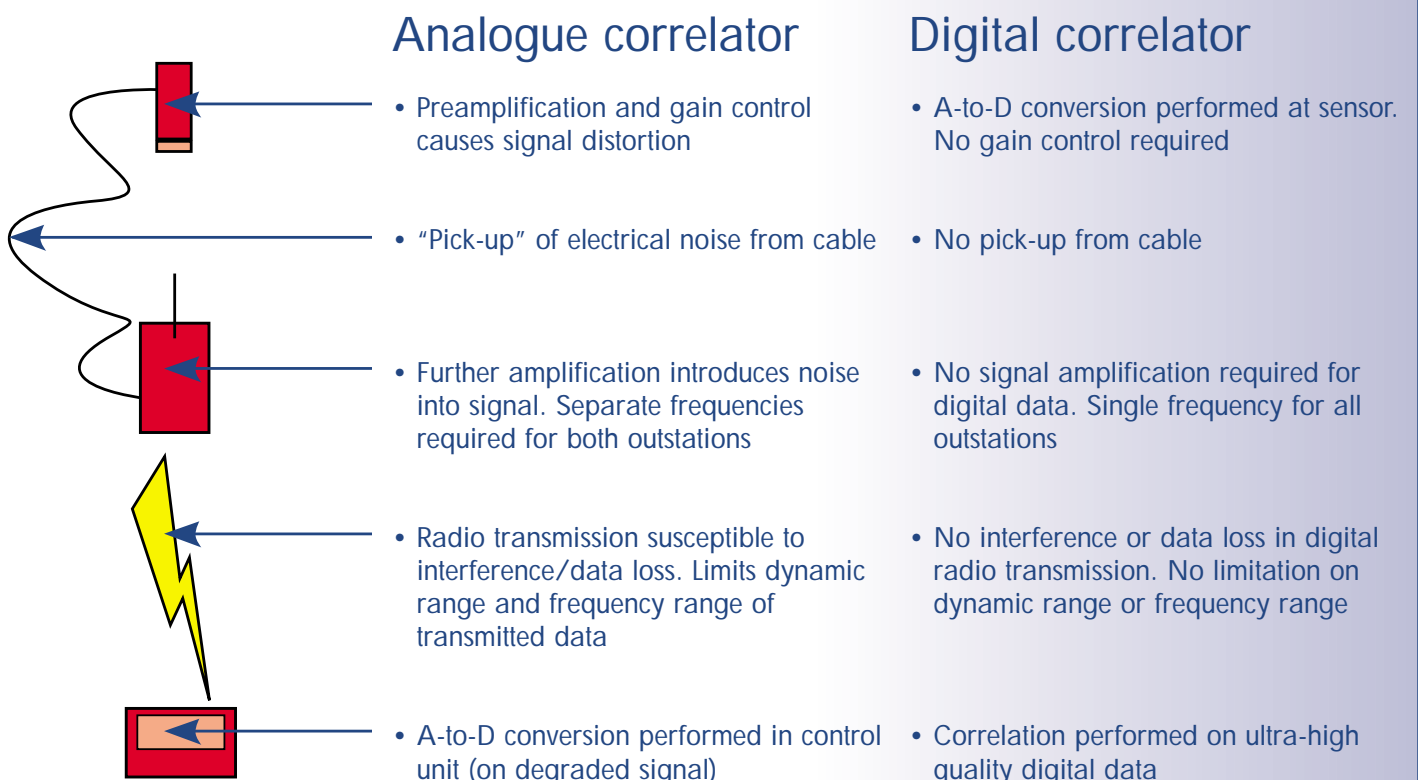 Analogue correlator
• Preamplification and gain control
causes signal distortion
• “Pick-up” of electrical noise from cable
• Further amplification introduces noise
into signal. Separate frequencies
required for both outstations
• Radio transmission susceptible to
interference/data loss. Limits dynamic
range and frequency range of
transmitted data
• A-to-D conversion performed in control
unit (on degraded signal)
Digital correlator
• A-to-D conversion performed at sensor.
No gain control required
• No pick-up from cable
• No signal amplification required for
digital data. Single frequency for all
outstations
• No interference or data loss in digital
radio transmission. No limitation on
dynamic range or frequency range
• Correlation performed on ultra-high
quality digital data